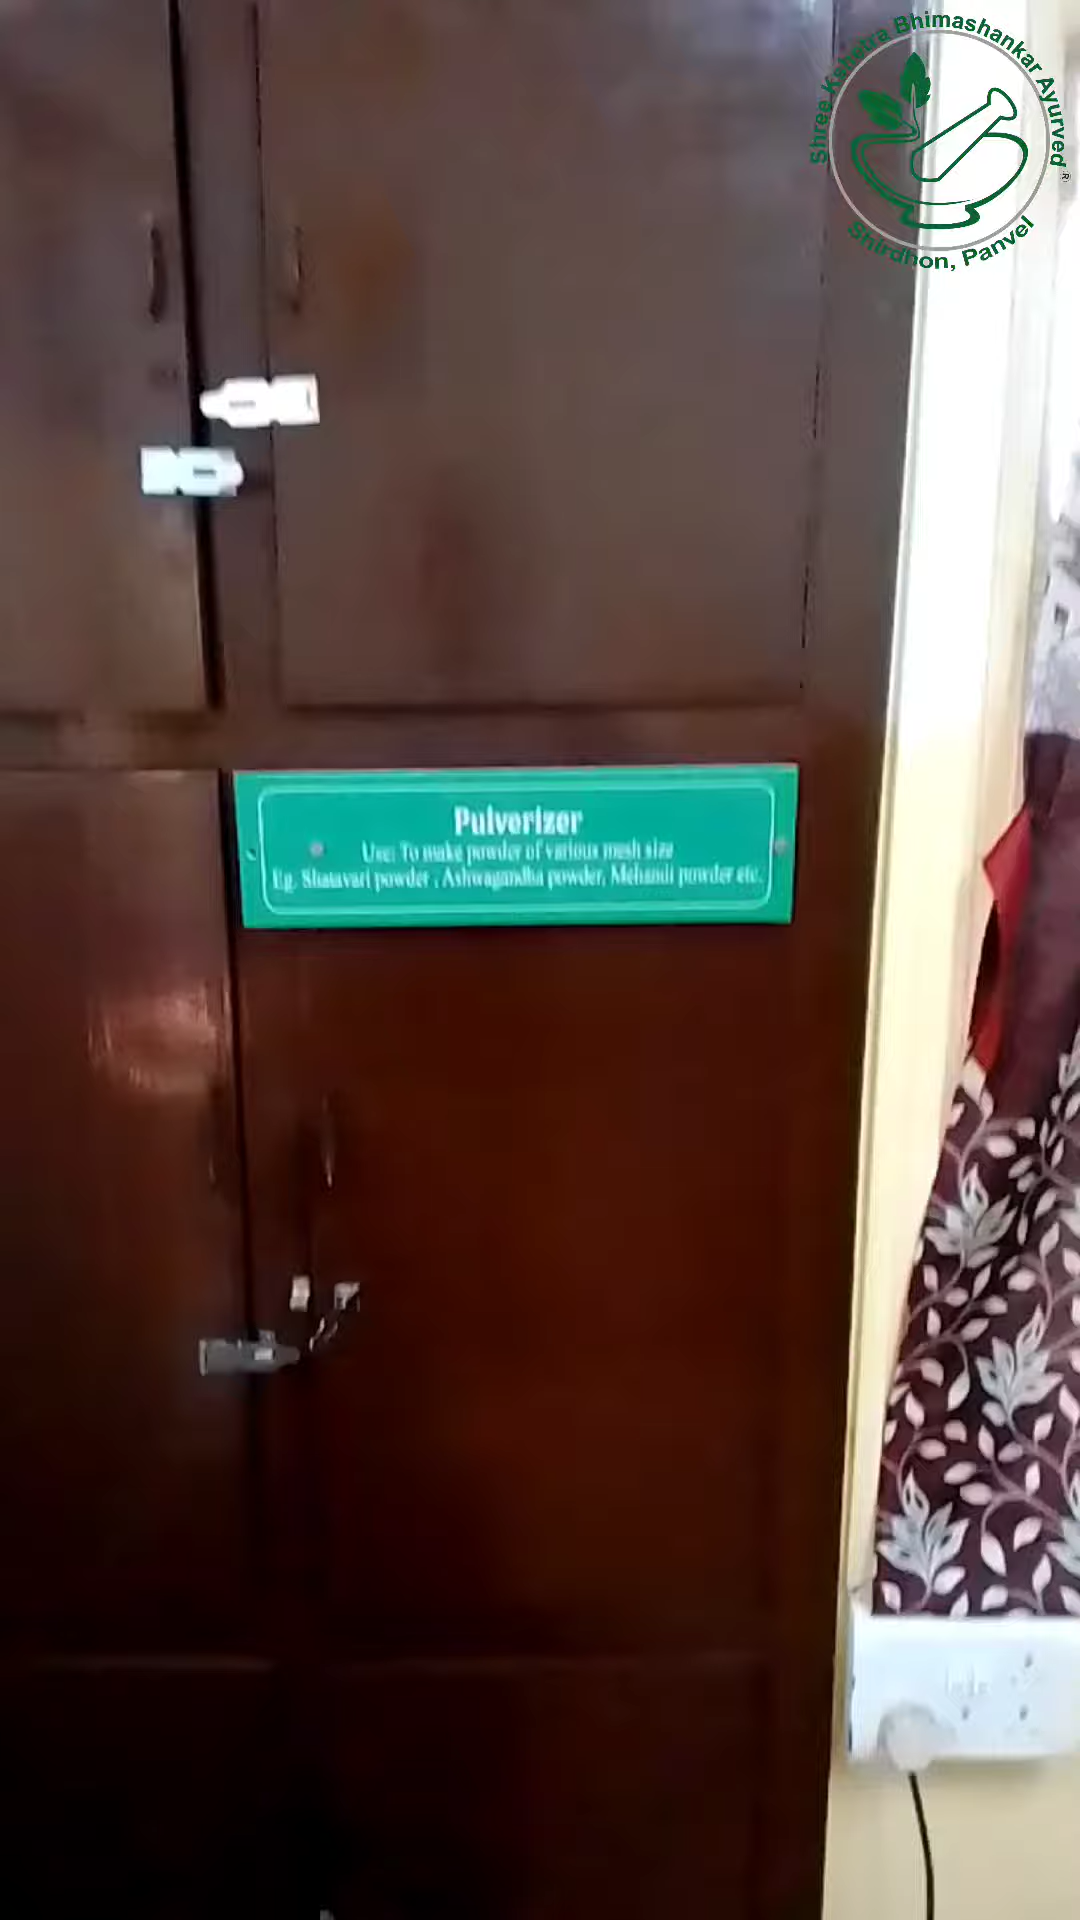 Shree Kshetra Bhimashankar Ayurved ®
Shirdhon, Panvel
Pulverizer
Use: To make powder of various mesh size
Eg. Shatavari powder , Ashwagandha powder, Mehandi powder etc.